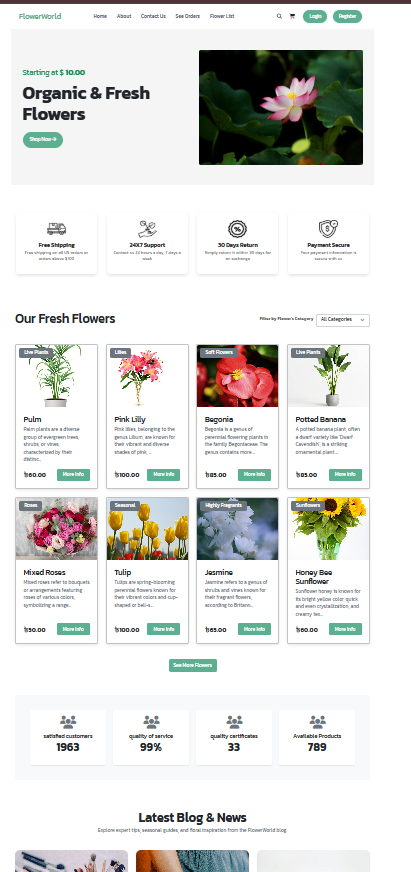 FlowerWorld
Home About Contact Us See Orders Flower List
Login Register
Starting at $ 10.00
Organic & Fresh
Flowers
Shop Now
Free Shipping
Free shipping on all US orders or
orders above $100
24X7 Support
Contact us 24 hours a day, 7 days a
week
30 Days Return
Simply return it within 30 days for
an exchange.
Payment Secure
Your payment information is
secure with us
Our Fresh Flowers
Filter by Flower's Category
All Categories
Live Plants
Palm
Palm plants are a diverse
group of evergreen trees,
shrubs, or vines,
characterized by their
distinc...
60.00
More Info
Lilies
Pink Lilly
Pink lilies, belonging to the
genus Lilium, are known for
their vibrant and diverse
shades of pink, ...
100.00
More Info
Soft Flowers
Begonia
Begonia is a genus of
perennial flowering plants in
the family Begoniaceae. The
genus contains more ...
85.00
More Info
Live Plants
Potted Banana
A potted banana plant, often
a dwarf variety like 'Dwarf
Cavendish', is a striking
ornamental plant ...
85.00
More Info
Roses
Mixed Roses
Mixed roses refer to bouquets
or arrangements featuring
roses of various colors,
symbolizing a range...
50.00
More Info
Seasonal
Tulip
Tulips are spring-blooming
perennial flowers known for
their vibrant colors and cup-
shaped or bell-s...
100.00
More Info
Highly Fragrants
Jesmine
Jasmine refers to a genus of
shrubs and vines known for
their fragrant flowers,
according to Britann...
85.00
More Info
Sunflowers
Honey Bee
Sunflower
Sunflower honey is known for
its bright yellow color, quick
and even crystallization, and
creamy tex...
60.00
More Info
See More Flowers
satisfied customers
1963
quality of service
99%
quality certificates
33
Available Products
789
Latest Blog & News
Explore expert tips, seasonal guides, and floral inspiration from the FlowerWorld blog.